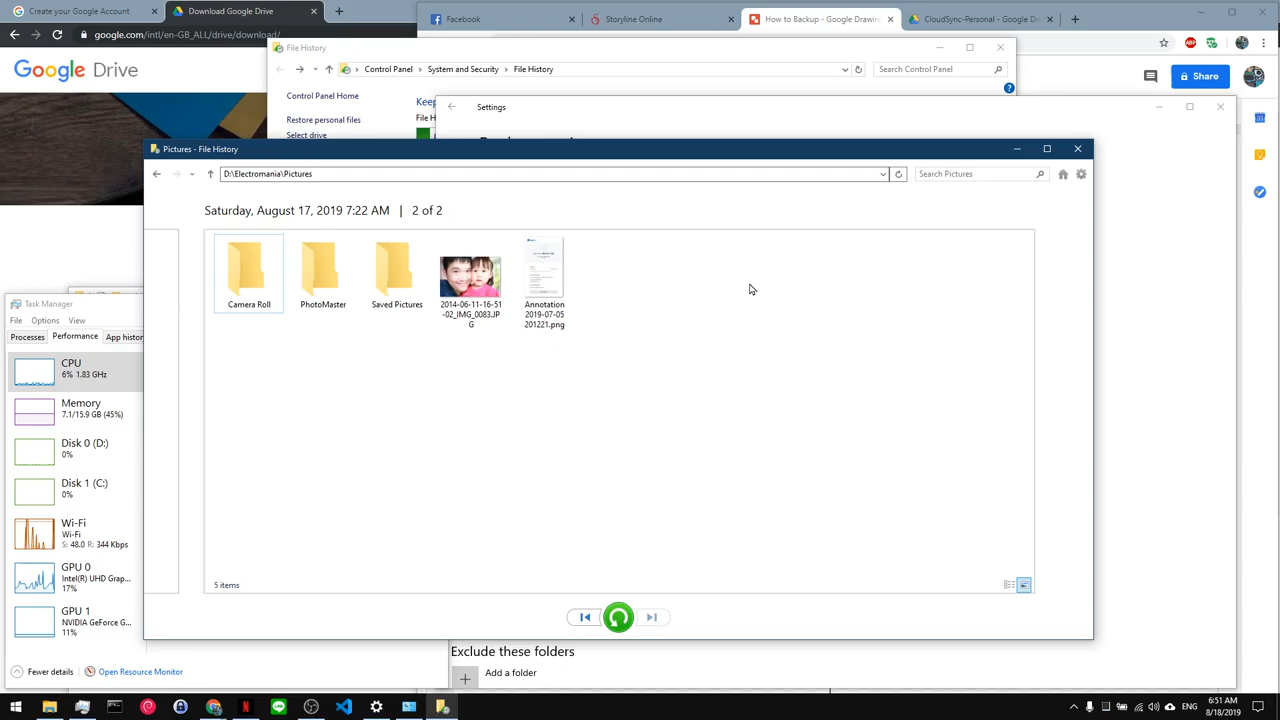 Create your Google Account
Download Google Drive
google.com/intl/en-GB_ALL/drive/download/
Google Drive
Facebook
Storyline Online
How to Backup - Google Drawin
CloudSync-Personal - Google Dr
ABP
Share
File History
Control Panel
System and Security
File History
Search Control Panel
Control Panel Home
Restore personal files
Select drive
Keep
File H
Settings
Pictures - File History
D:\Electromania\Pictures
Search Pictures
Saturday, August 17, 2019 7:22 AM | 2 of 2
Camera Roll
PhotoMaster
Saved Pictures
2014-06-11-16-51
-02_IMG_0083.JP
G
Annotation
2019-07-05
201221.png
5 items
Task Manager
File Options View
Processes Performance App histor
CPU
6% 1.83 GHz
Memory
7.1/15.9 GB (45%)
Disk 0 (D:)
0%
Disk 1 (C:)
0%
Wi-Fi
Wi-Fi
S: 48.0 R: 344 Kbps
GPU 0
Intel(R) UHD Grap...
17%
GPU 1
NVIDIA GeForce G...
11%
Fewer details
Open Resource Monitor
Exclude these folders
Add a folder
ENG
6:51 AM
8/18/2019